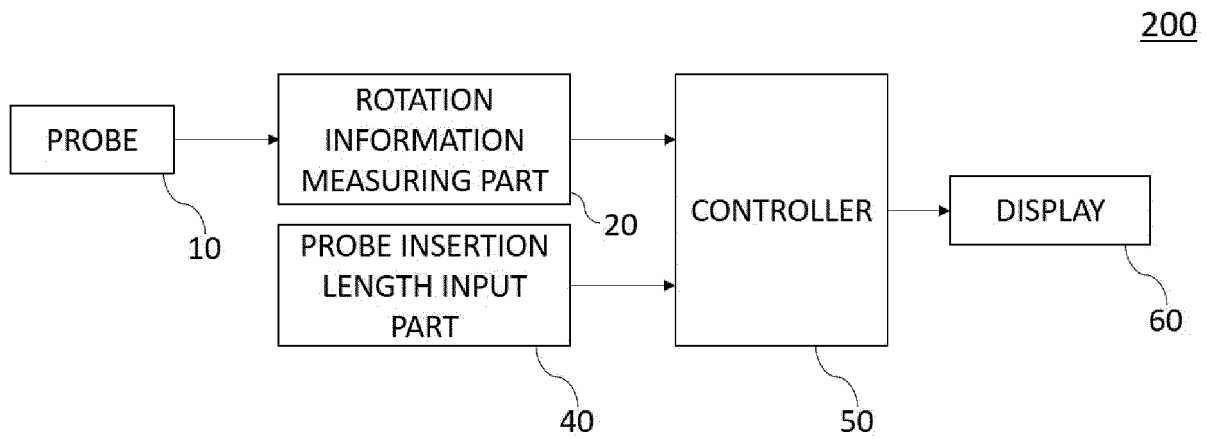 200
PROBE
10
ROTATION
INFORMATION
MEASURING PART
20
PROBE INSERTION
LENGTH INPUT
PART
40
CONTROLLER
50
DISPLAY
60